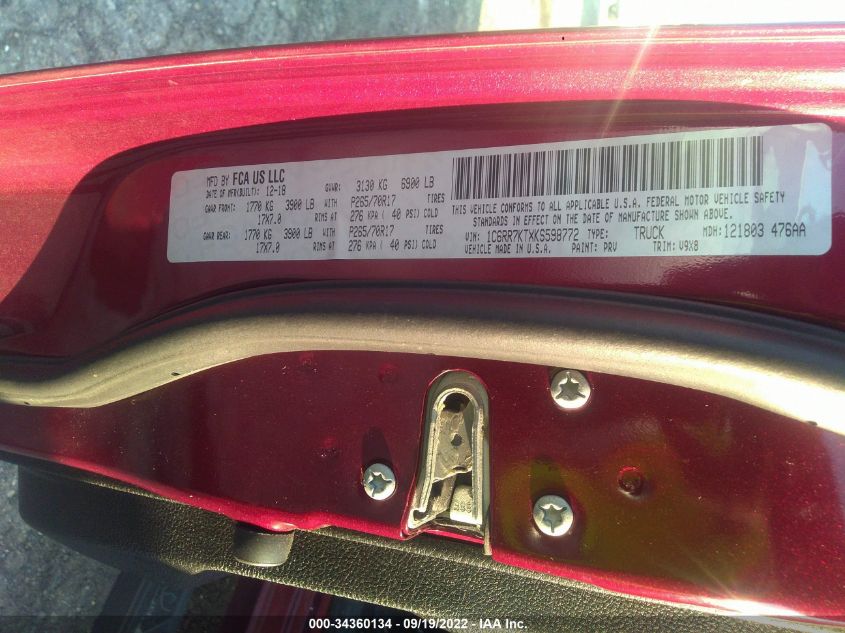 MFD BY FCA US LLC
DATE OF MFR(BUILT): 12-18 GVWR: 3130 KG 6900 LB
GAWR FRONT: 1770 KG 3900 LB WITH P265/70R17 TIRES
17X7.0 RIMS AT 276 KPA ( 40 PSI) COLD
GAWR REAR: 1770 KG 3900 LB WITH P265/70R17 TIRES
17X7.0 RIMS AT 276 KPA ( 40 PSI) COLD
THIS VEHICLE CONFORMS TO ALL APPLICABLE U.S.A. FEDERAL MOTOR VEHICLE SAFETY
STANDARDS IN EFFECT ON THE DATE OF MANUFACTURE SHOWN ABOVE.
VIN: 1C6RR7KTXKS598772 TYPE: TRUCK MDH: 121803 476AA
VEHICLE MADE IN U.S.A. PAINT: PRV TRIM: V9X8
000-34360134 - 09/19/2022 - IAA Inc.